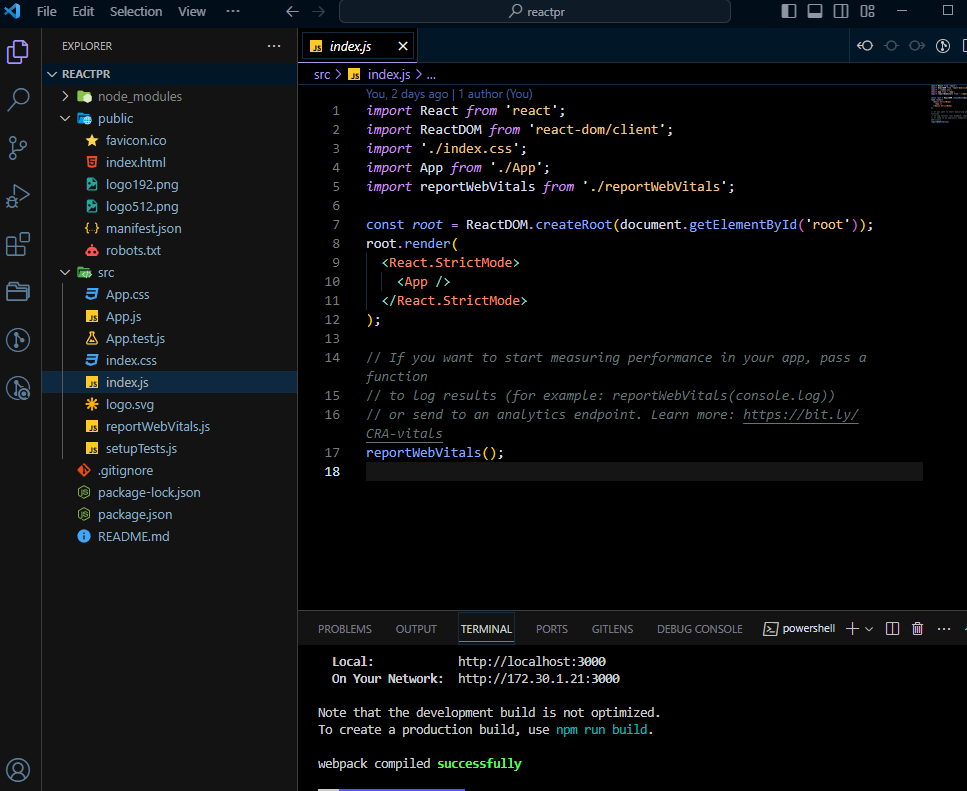 File Edit Selection View ··· reactpr
EXPLORER ···
REACTPR
node_modules
public
favicon.ico
index.html
logo192.png
logo512.png
manifest.json
robots.txt
src
App.css
App.js
App.test.js
index.css
index.js
logo.svg
reportWebVitals.js
setupTests.js
.gitignore
package-lock.json
package.json
README.md
JS index.js
src > JS index.js > ...
You, 2 days ago | 1 author (You)
1 import React from 'react';
2 import ReactDOM from 'react-dom/client';
3 import './index.css';
4 import App from './App';
5 import reportWebVitals from './reportWebVitals';
6
7 const root = ReactDOM.createRoot(document.getElementById('root'));
8 root.render(
9 <React.StrictMode>
10 <App />
11 </React.StrictMode>
12 );
13
14 // If you want to start measuring performance in your app, pass a
function
15 // to log results (for example: reportWebVitals(console.log))
16 // or send to an analytics endpoint. Learn more: https://bit.ly/
CRA-vitals
17 reportWebVitals();
18
PROBLEMS OUTPUT TERMINAL PORTS GITLENS DEBUG CONSOLE powershell
Local: http://localhost:3000
On Your Network: http://172.30.1.21:3000
Note that the development build is not optimized.
To create a production build, use npm run build.
webpack compiled successfully